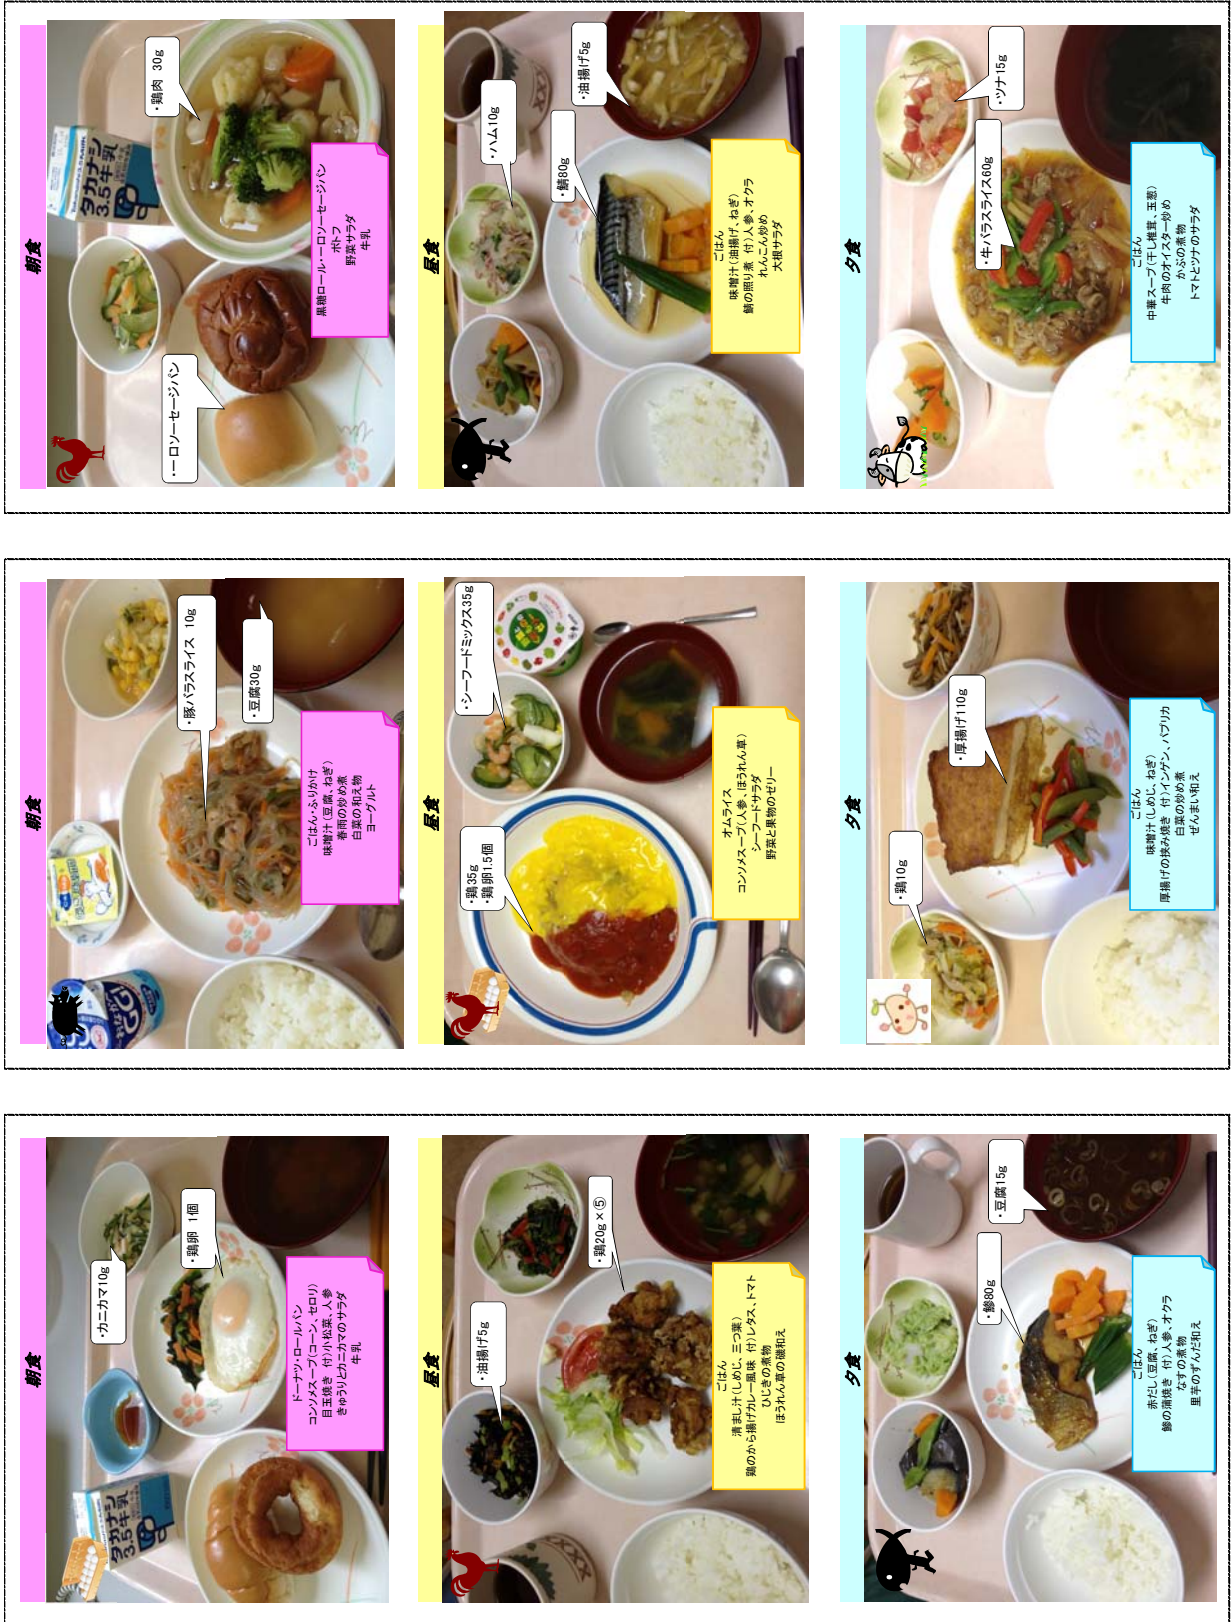 朝食
・カニカマ10g
・鶏卵 1個
タカナシ
3.5牛乳
ドーナツ・ロールパン
コンソメスープ(コーン、セロリ)
目玉焼き 付)小松菜、人参
きゅうりとカニカマのサラダ
牛乳
昼食
・油揚げ5g
・鶏20g×⑤
ごはん
清まし汁(しめじ、三つ葉)
鶏のから揚げカレー風味 付)レタス、トマト
ひじきの煮物
ほうれん草の磯和え
夕食
・鯵80g
・豆腐15g
ごはん
赤だし(豆腐、ねぎ)
鯵の蒲焼き 付)人参、オクラ
なすの煮物
里芋のずんだ和え
朝食
・豚バラスライス 10g
・豆腐30g
ごはん・ふりかけ
味噌汁(豆腐、ねぎ)
春雨の炒め煮
白菜の和え物
ヨーグルト
昼食
・シーフードミックス35g
・鶏35g
・鶏卵1.5個
オムライス
コンソメスープ(人参、ほうれん草)
シーフードサラダ
野菜と果物のゼリー
夕食
・鶏10g
・厚揚げ110g
ごはん
味噌汁(しめじ、ねぎ)
厚揚げの挟み焼き 付)インゲン、パプリカ
白菜の炒め煮
ぜんまい和え
朝食
・一口ソーセージパン
・鶏肉 30g
タカナシ
3.5牛乳
黒糖ロール・一口ソーセージパン
ポトフ
野菜サラダ
牛乳
昼食
・ハム10g
・鯖80g
・油揚げ5g
ごはん
味噌汁(油揚げ、ねぎ)
鯖の照り煮 付)人参、オクラ
れんこん炒め
大根サラダ
夕食
・牛バラスライス60g
・ツナ15g
ごはん
中華スープ(干し椎茸、玉葱)
牛肉のオイスター炒め
かぶの煮物
トマトとツナのサラダ